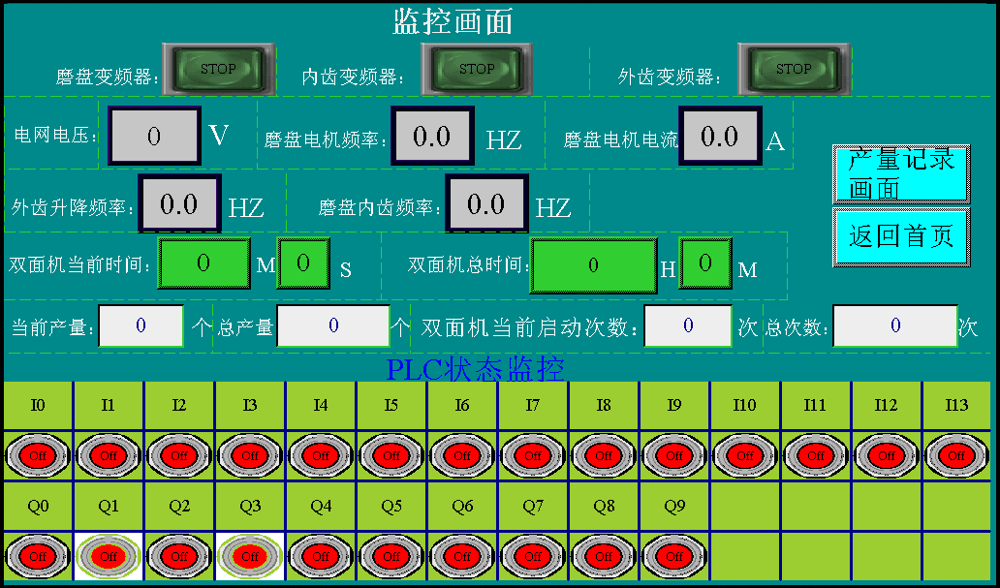 监控画面
磨盘变频器: STOP 内齿变频器: STOP 外齿变频器: STOP
电网电压: 0 V 磨盘电机频率: 0.0 HZ 磨盘电机电流 0.0 A
产量记录
画面
外齿升降频率: 0.0 HZ 磨盘内齿频率: 0.0 HZ
返回首页
双面机当前时间: 0 M 0 S 双面机总时间: 0 H 0 M
当前产量: 0 个 总产量 0 个 双面机当前启动次数: 0 次 总次数: 0 次
PLC状态监控
I0 I1 I2 I3 I4 I5 I6 I7 I8 I9 I10 I11 I12 I13
Off Off Off Off Off Off Off Off Off Off Off Off Off Off
Q0 Q1 Q2 Q3 Q4 Q5 Q6 Q7 Q8 Q9
Off Off Off Off Off Off Off Off Off Off